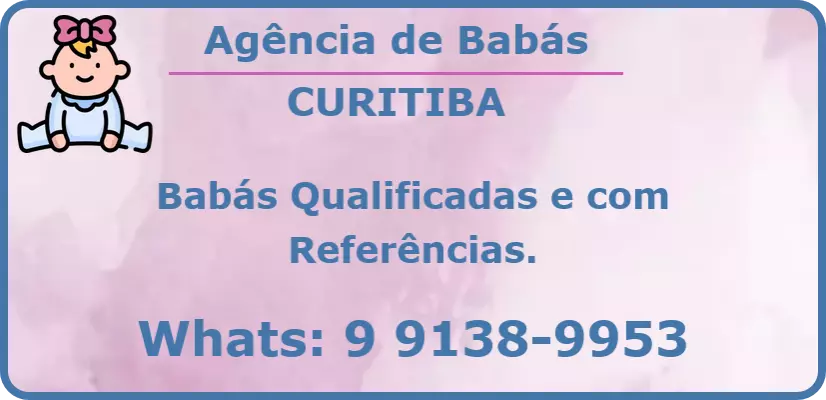 Agência de Babás
CURITIBA
Babás Qualificadas e com
Referências.
Whats: 9 9138-9953